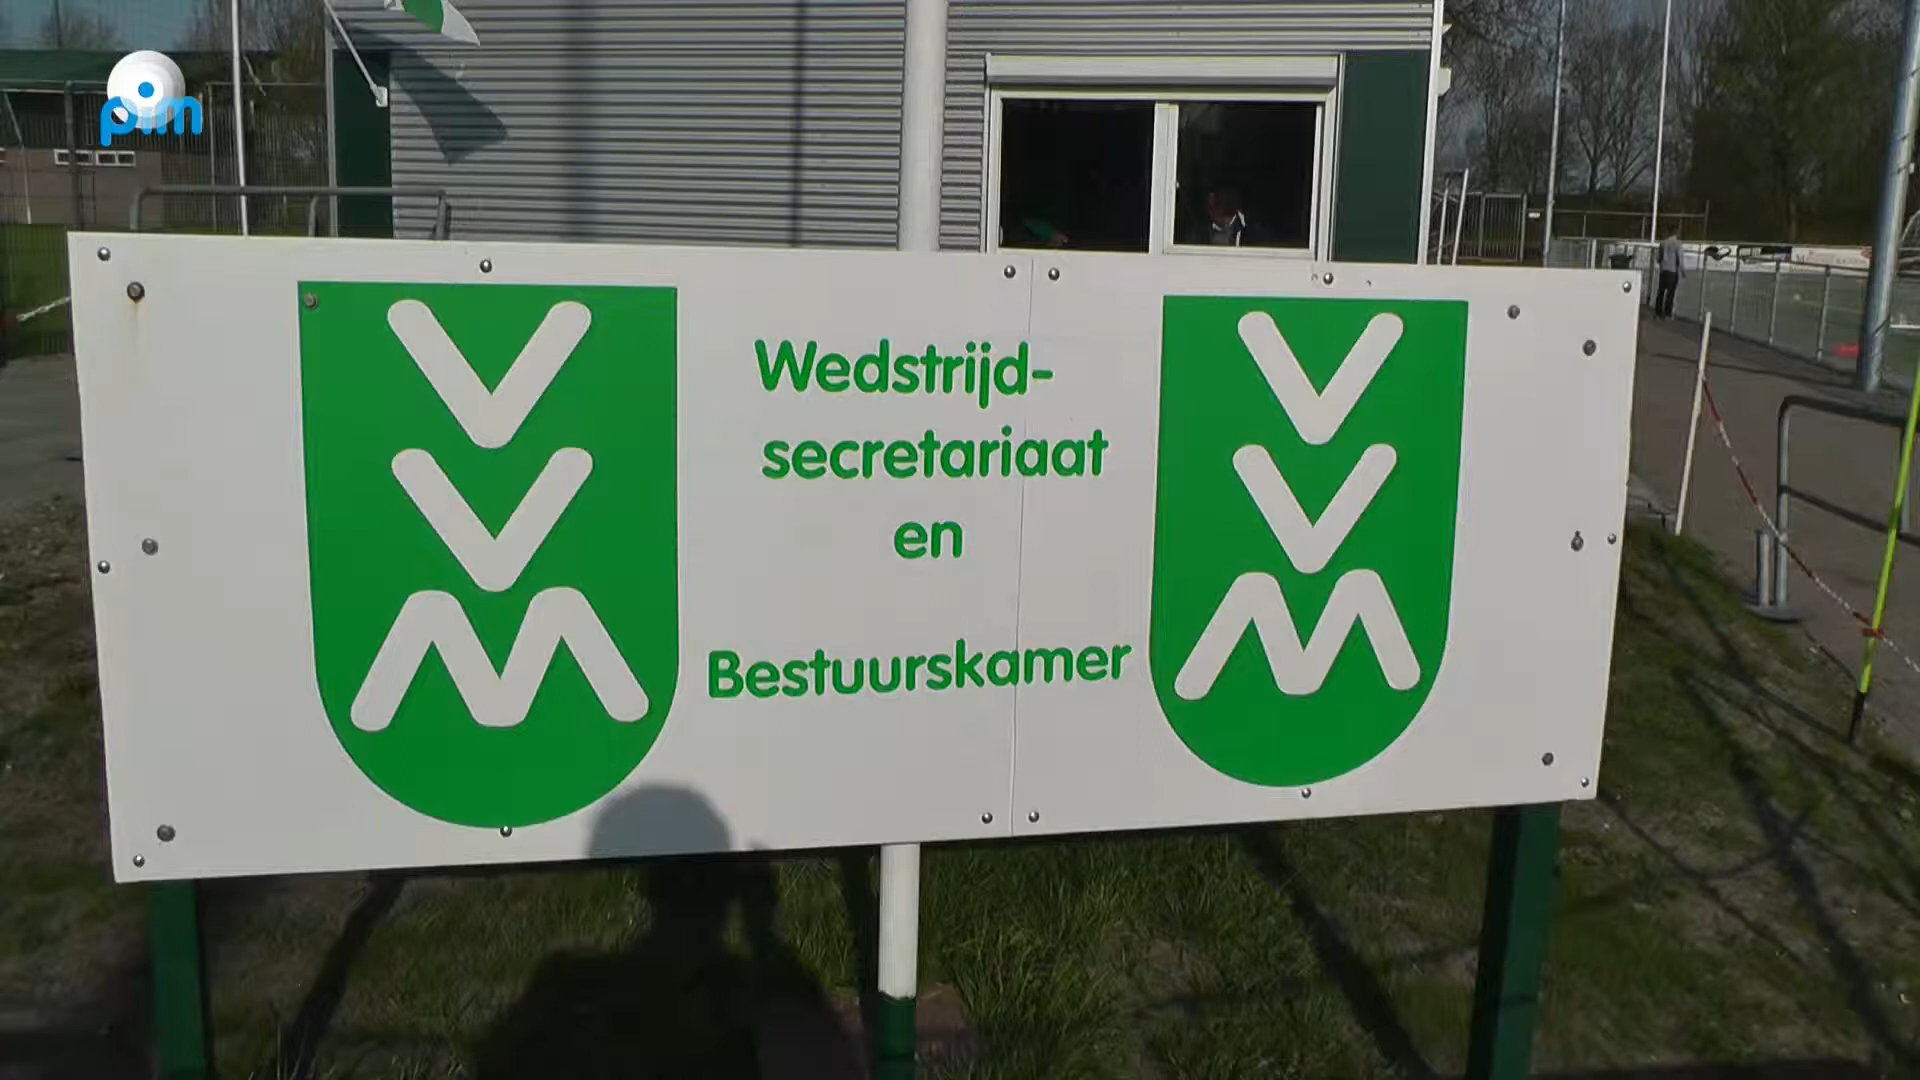 pim
V
V
M
Wedstrijd-
secretariaat
en
Bestuurskamer
V
V
M